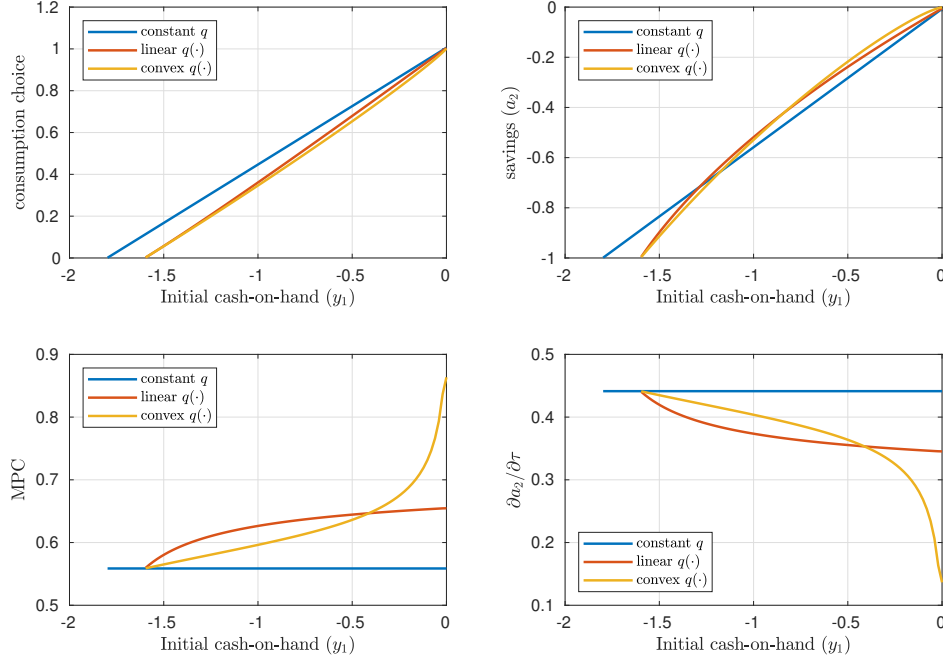 consumption choice
1.2
1
0.8
0.6
0.4
0.2
0
-2
-1.5
-1
-0.5
0
Initial cash-on-hand (y₁)
constant q
linear q(·)
convex q(·)
savings (a₂)
0
-0.2
-0.4
-0.6
-0.8
-1
-2
-1.5
-1
-0.5
0
Initial cash-on-hand (y₁)
constant q
linear q(·)
convex q(·)
MPC
0.9
0.8
0.7
0.6
0.5
-2
-1.5
-1
-0.5
0
Initial cash-on-hand (y₁)
constant q
linear q(·)
convex q(·)
∂a₂/∂τ
0.5
0.4
0.3
0.2
0.1
-2
-1.5
-1
-0.5
0
Initial cash-on-hand (y₁)
constant q
linear q(·)
convex q(·)